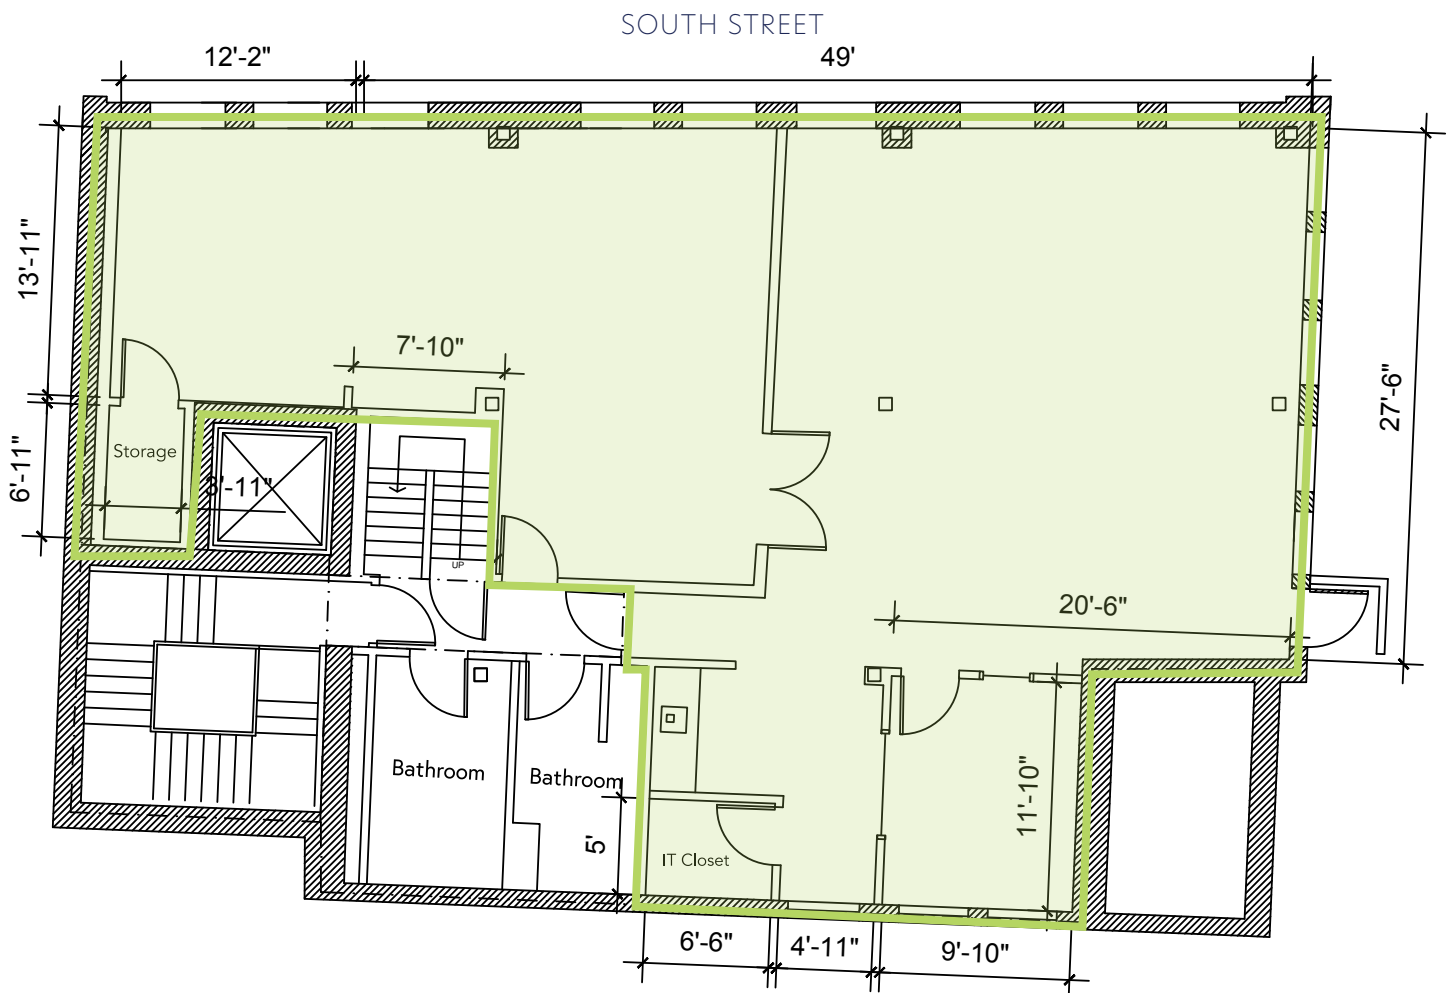 SOUTH STREET
12'-2"
49'
13'-11"
7'-10"
27'-6"
6'-11"
Storage
3'-11"
UP
20'-6"
Bathroom
Bathroom
11'-10"
5'
IT Closet
6'-6"
4'-11"
9'-10"